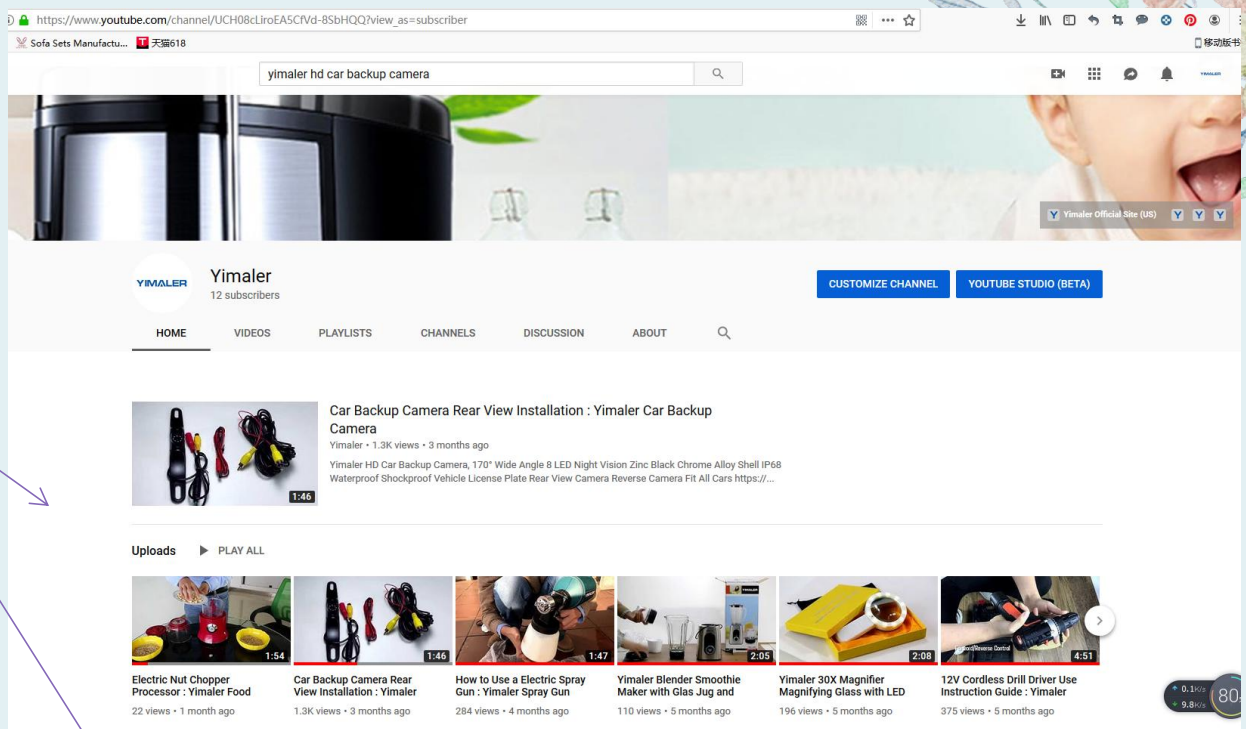 https://www.youtube.com/channel/UCH08cLiroEA5CfVd-8SbHQQ?view_as=subscriber
Sofa Sets Manufactu... 天猫618
移动版书
yimaler hd car backup camera
YIMALER
Yimaler Official Site (US)
YIMALER
Yimaler
12 subscribers
CUSTOMIZE CHANNEL YOUTUBE STUDIO (BETA)
HOME VIDEOS PLAYLISTS CHANNELS DISCUSSION ABOUT
Car Backup Camera Rear View Installation : Yimaler Car Backup
Camera
Yimaler • 1.3K views • 3 months ago
Yimaler HD Car Backup Camera, 170° Wide Angle 8 LED Night Vision Zinc Black Chrome Alloy Shell IP68
Waterproof Shockproof Vehicle License Plate Rear View Camera Reverse Camera Fit All Cars https://...
1:46
Uploads PLAY ALL
1:54 1:46 1:47 2:05 2:08 4:51
Electric Nut Chopper
Processor : Yimaler Food
22 views • 1 month ago
Car Backup Camera Rear
View Installation : Yimaler
1.3K views • 3 months ago
How to Use a Electric Spray
Gun : Yimaler Spray Gun
284 views • 4 months ago
Yimaler Blender Smoothie
Maker with Glas Jug and
110 views • 5 months ago
Yimaler 30X Magnifier
Magnifying Glass with LED
196 views • 5 months ago
12V Cordless Drill Driver Use
Instruction Guide : Yimaler
375 views • 5 months ago
0.1K/s
9.8K/s
80